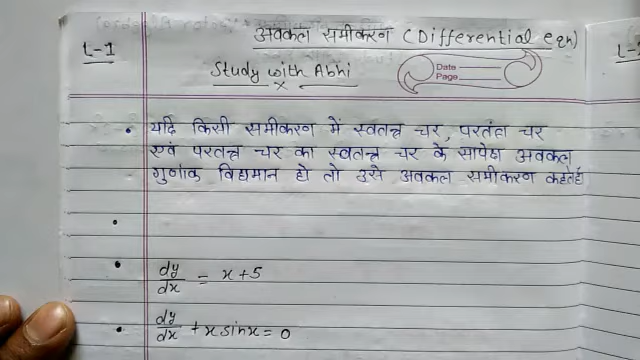 L-1
अवकल समीकरण (Differential eqn)
Study with Abhi
Date
Page
L-
• यदि किसी समीकरण में स्वतन्त्र चर, परतंत्र चर
एवं परतन्त्र चर का स्वतन्त्र चर के सापेक्ष अवकल
गुणांक विद्यमान हो तो उसे अवकल समीकरण कहते हैं
•
• dy/dx = x+5
• dy/dx + x sinx = 0